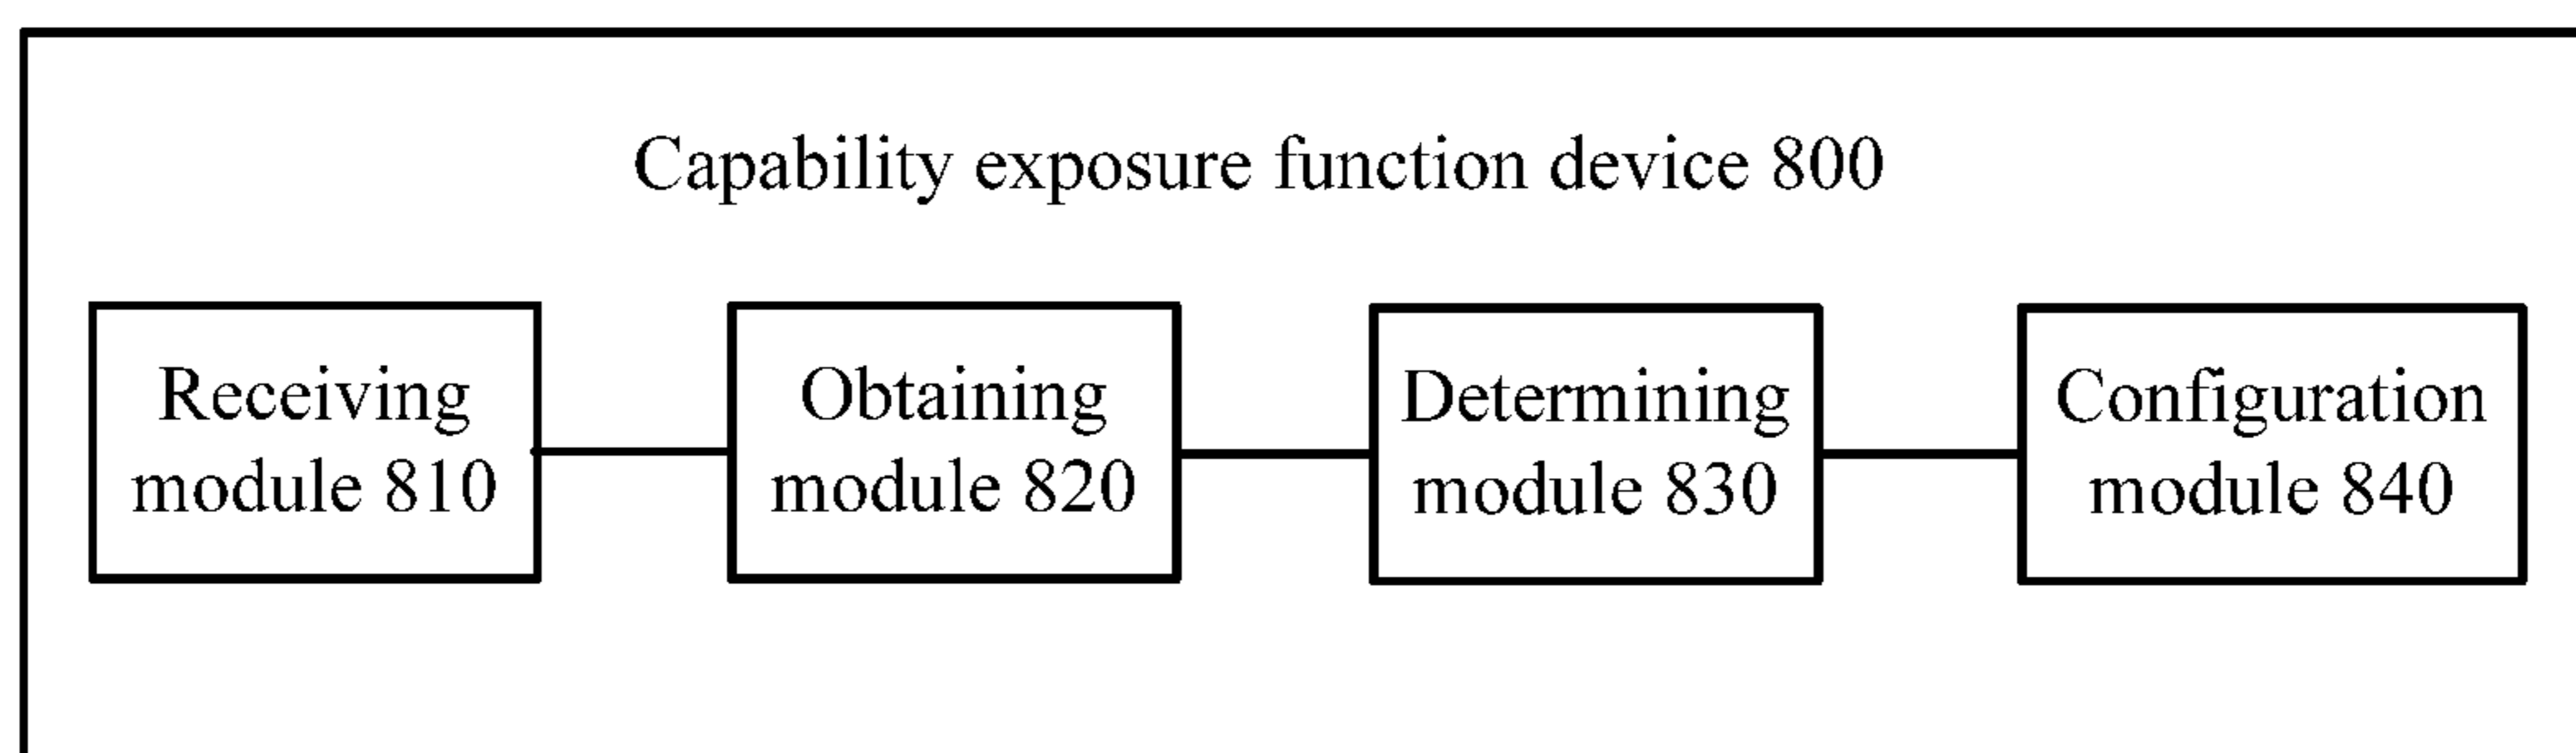 Capability exposure function device 800
Receiving
module 810
Obtaining
module 820
Determining
module 830
Configuration
module 840